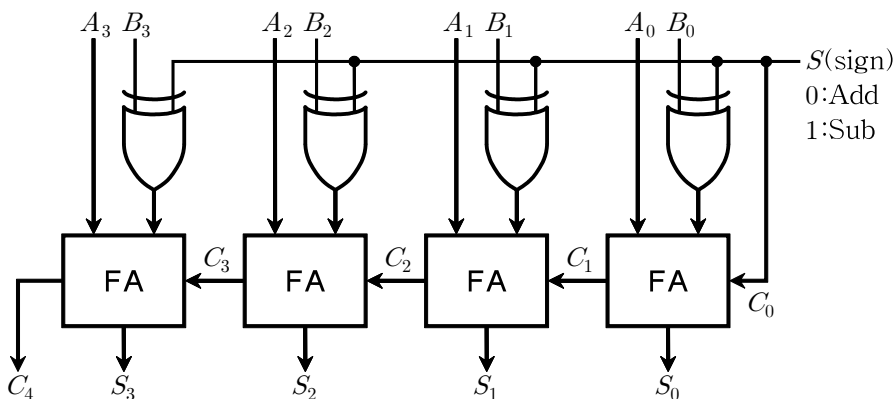 A₃ B₃ A₂ B₂ A₁ B₁ A₀ B₀
S(sign)
0:Add
1:Sub
FA C₃ FA C₂ FA C₁ FA C₀
C₄ S₃ S₂ S₁ S₀